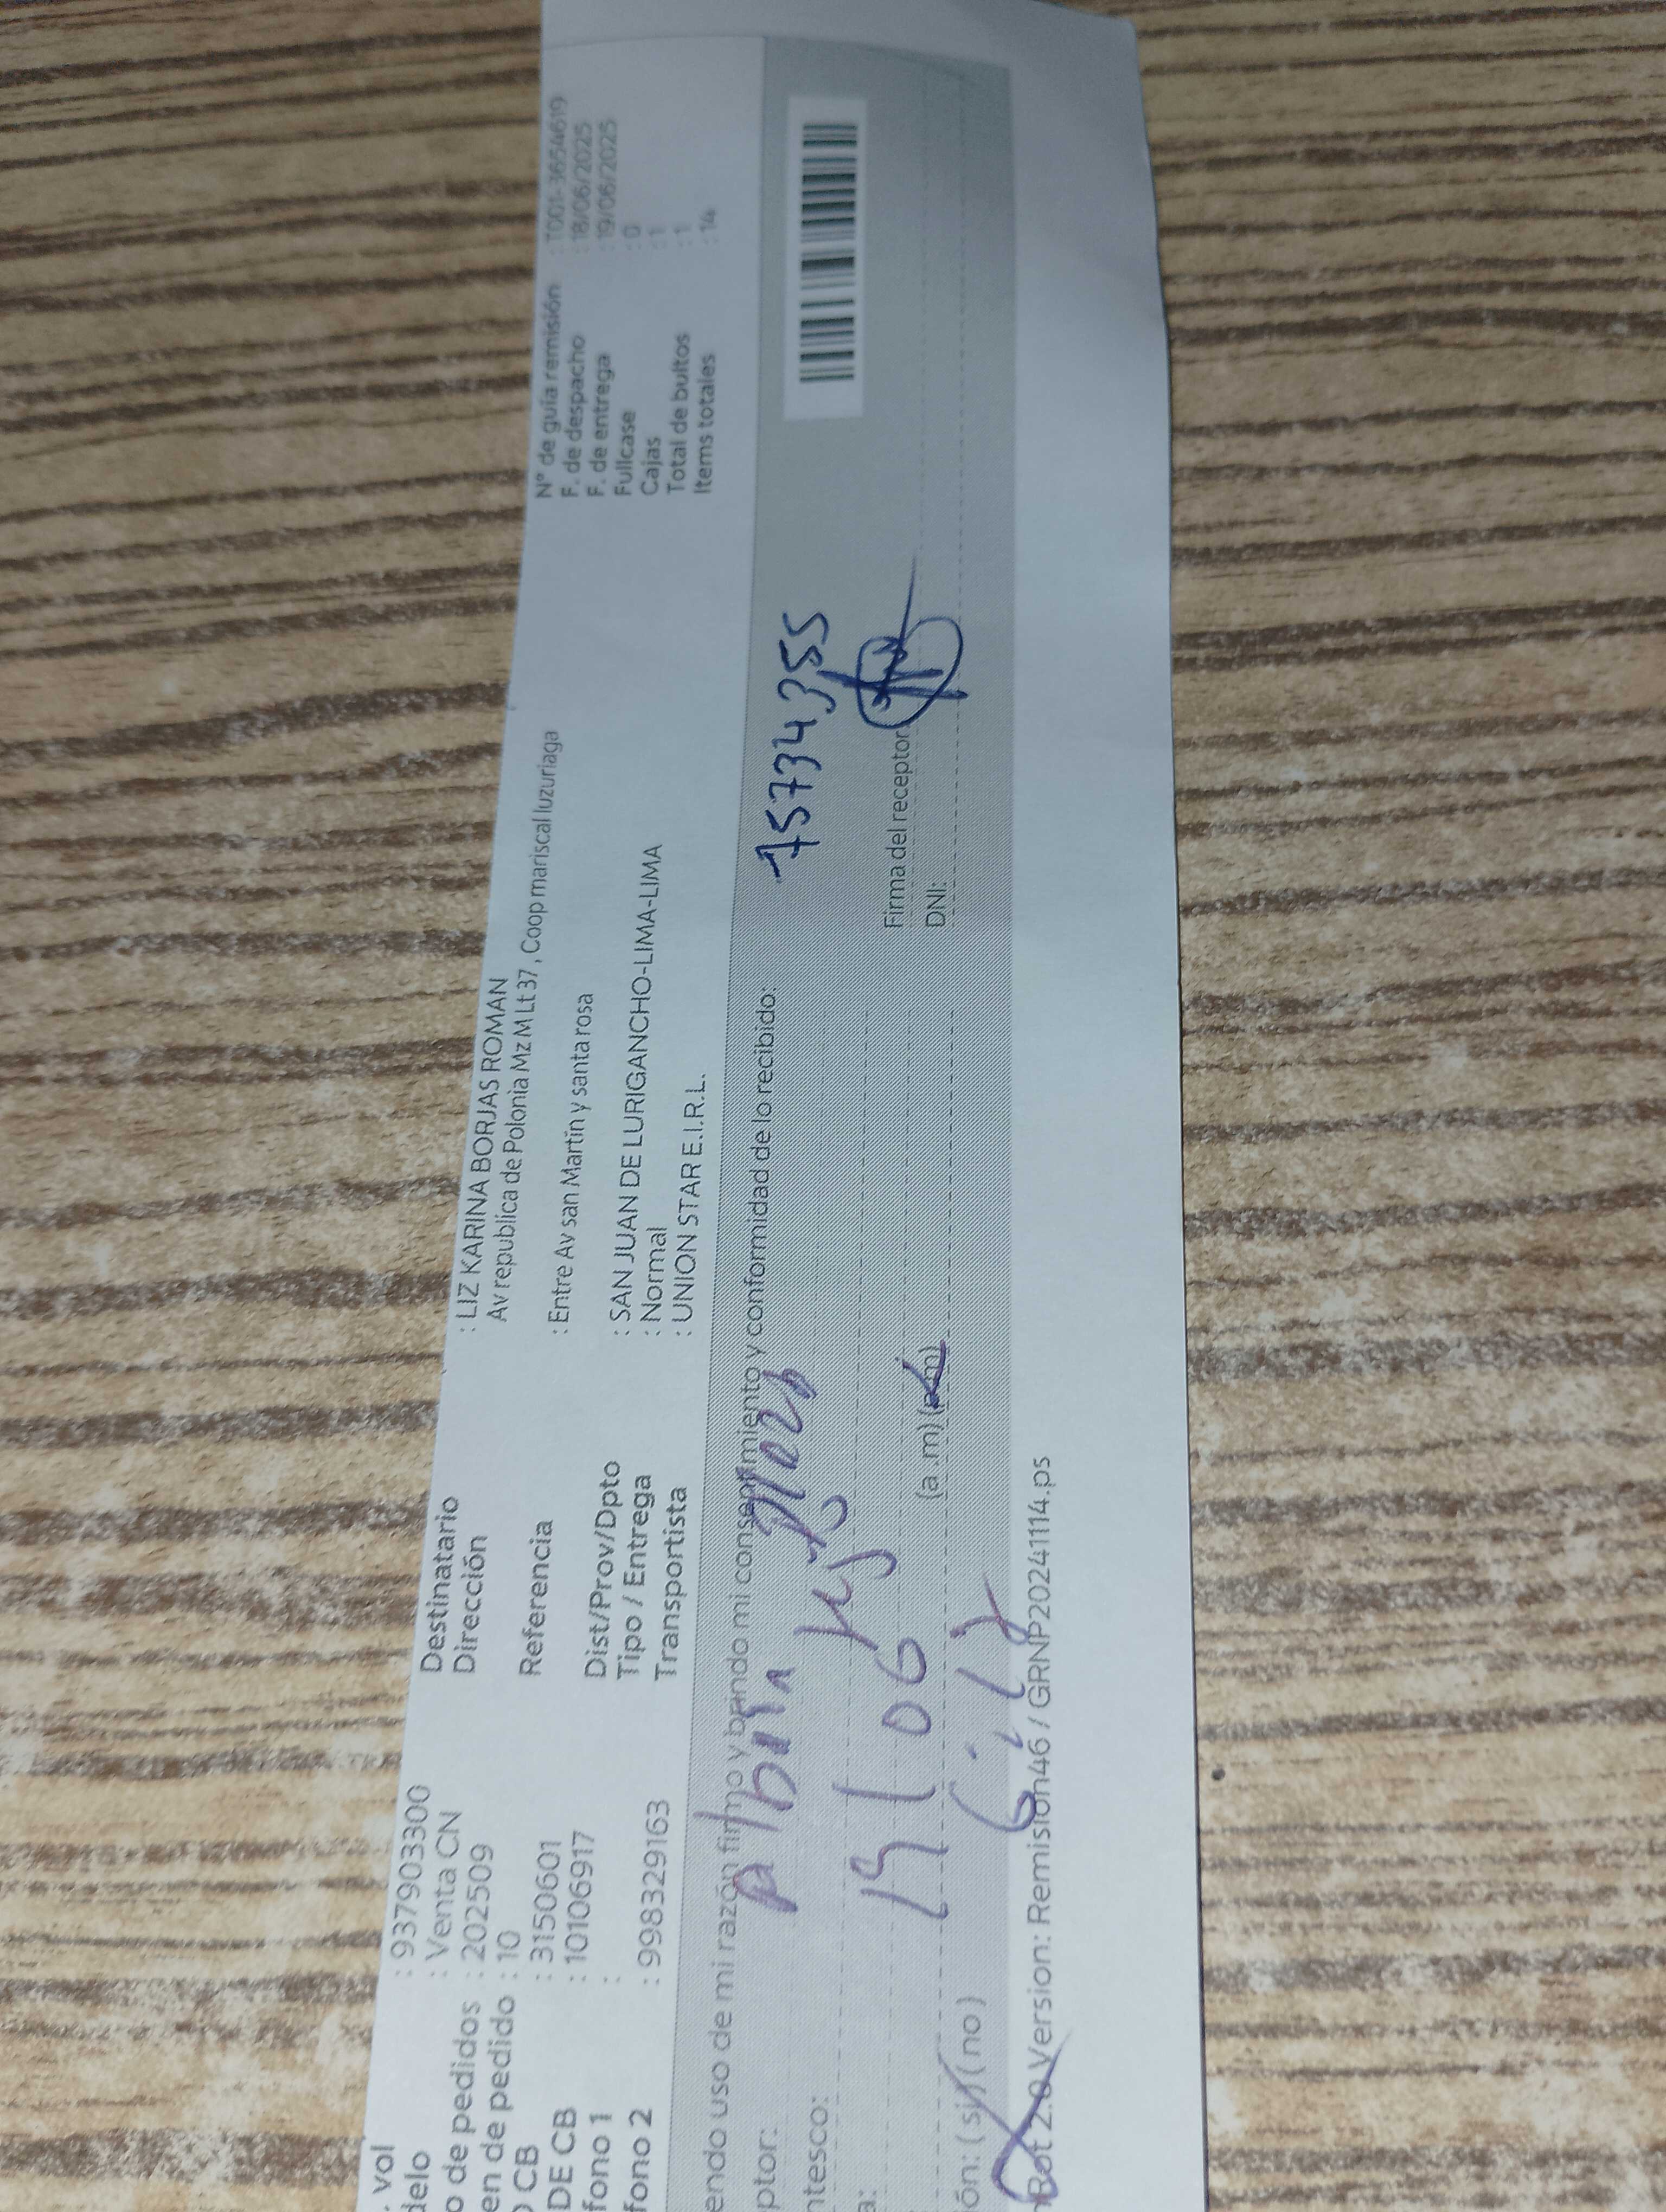 . vol : 937903300
delo : Venta CN
o de pedidos : 202509
en de pedido : 10
CB : 3150601
DE CB : 10106917
fono 1 :
fono 2 : 998329163
Destinatario : LIZ KARINA BORJAS ROMAN
Dirección Av republica de Polonia Mz M Lt 37 , Coop mariscal luzuriaga
Referencia : Entre Av san Martin y santa rosa
Dist/Prov/Dpto : SAN JUAN DE LURIGANCHO-LIMA-LIMA
Tipo / Entrega : Normal
Transportista : UNION STAR E.I.R.L.
N° de guía remisión : T001-3654619
F. de despacho : 18/06/2025
F. de entrega : 19/06/2025
Fullcase : 0
Cajas : 1
Total de bultos : 1
Items totales : 14
endo uso de mi razón firmo y brindo mi consentimiento y conformidad de lo recibido:
ptor: 75734355
ntesco:
a: 19 / 06
Firma del receptor
(a .m) (p.m) DNI:
ón: (si) (no)
Bot 2.0 Version: Remision46 / GRNP20241114.ps